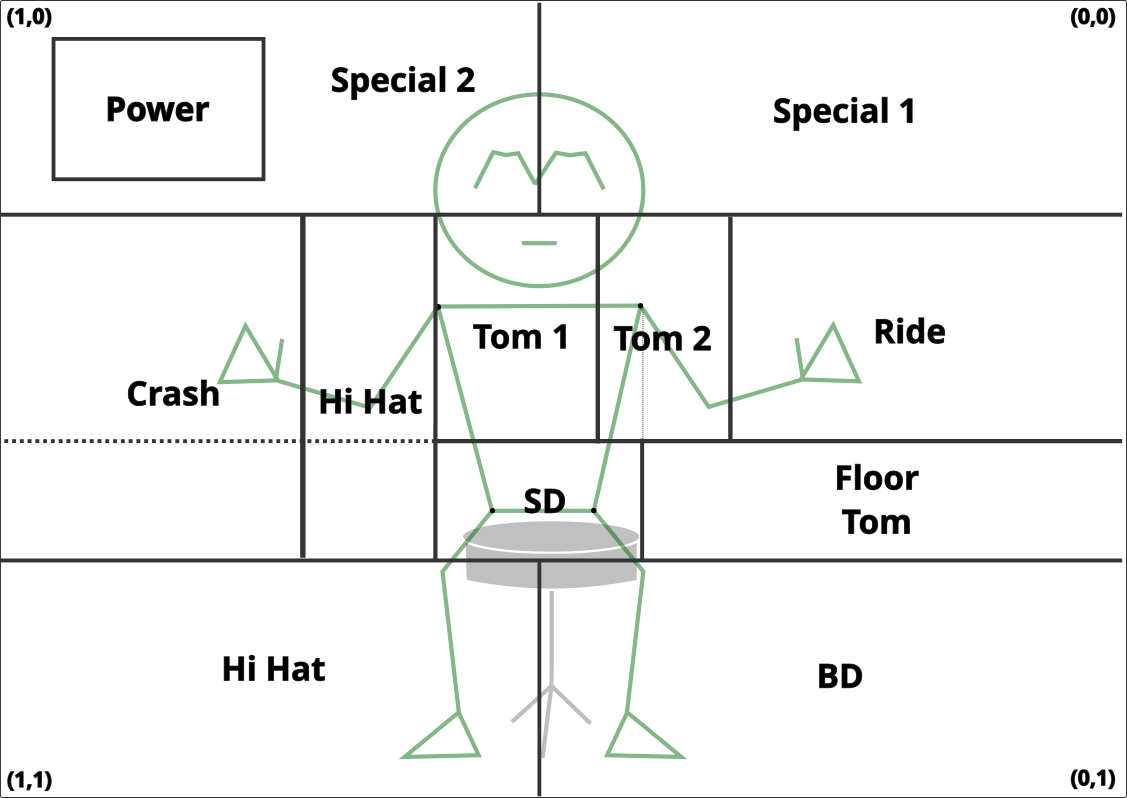 (1,0)
(0,0)
Special 2
Power
Special 1
Tom 1
Tom 2
Ride
Crash
Hi Hat
Floor
Tom
SD
Hi Hat
BD
(1,1)
(0,1)